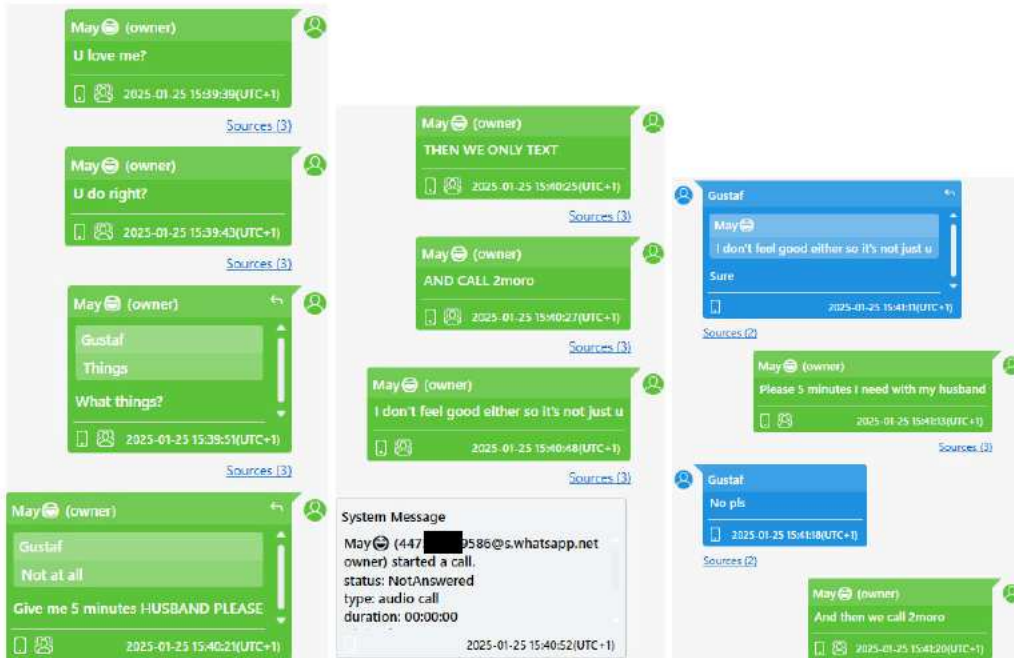 May😂 (owner)
U love me?
2025-01-25 15:39:39(UTC+1)
Sources (3)
May😂 (owner)
U do right?
2025-01-25 15:39:43(UTC+1)
Sources (3)
May😂 (owner)
Gustaf
Things
What things?
2025-01-25 15:39:51(UTC+1)
Sources (3)
May😂 (owner)
Gustaf
Not at all
Give me 5 minutes HUSBAND PLEASE
2025-01-25 15:40:21(UTC+1)
May😂 (owner)
THEN WE ONLY TEXT
2025-01-25 15:40:25(UTC+1)
Sources (3)
May😂 (owner)
AND CALL 2moro
2025-01-25 15:40:27(UTC+1)
Sources (3)
May😂 (owner)
I don't feel good either so it's not just u
2025-01-25 15:40:48(UTC+1)
Sources (3)
System Message
May😂 (447 9586@s.whatsapp.net
owner) started a call.
status: NotAnswered
type: audio call
duration: 00:00:00
2025-01-25 15:40:52(UTC+1)
Gustaf
May😂
I don't feel good either so it's not just u
Sure
2025-01-25 15:41:11(UTC+1)
Sources (2)
May😂 (owner)
Please 5 minutes I need with my husband
2025-01-25 15:41:13(UTC+1)
Sources (3)
Gustaf
No pls
2025-01-25 15:41:18(UTC+1)
Sources (2)
May😂 (owner)
And then we call 2moro
2025-01-25 15:41:20(UTC+1)